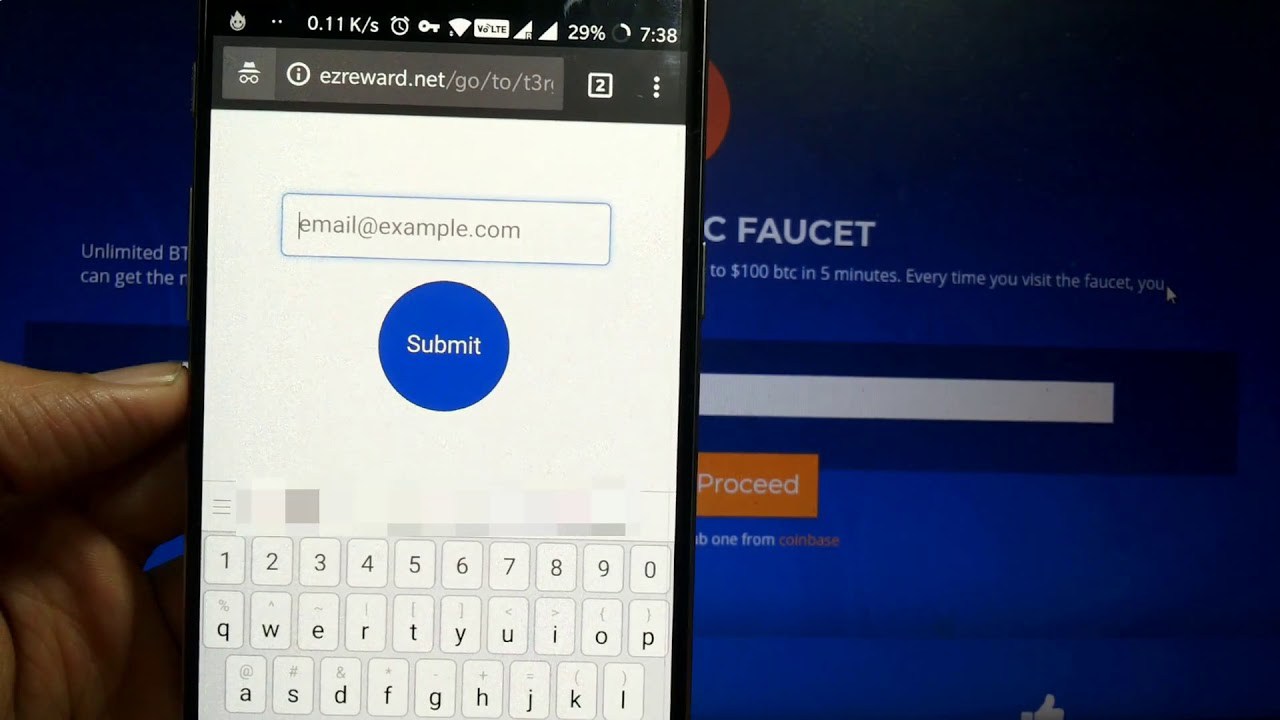 0.11 K/s VoLTE R 29% 7:38
ezreward.net/go/to/t3r
2
email@example.com
Submit
C FAUCET
Unlimited BT
to $100 btc in 5 minutes. Every time you visit the faucet, you
can get the
Proceed
one from coinbase
1 2 3 4 5 6 7 8 9 0
% ^ ~ | [ ] < > { }
q w e r t y u i o p
@ # & * - + = ( )
a s d f g h j k l